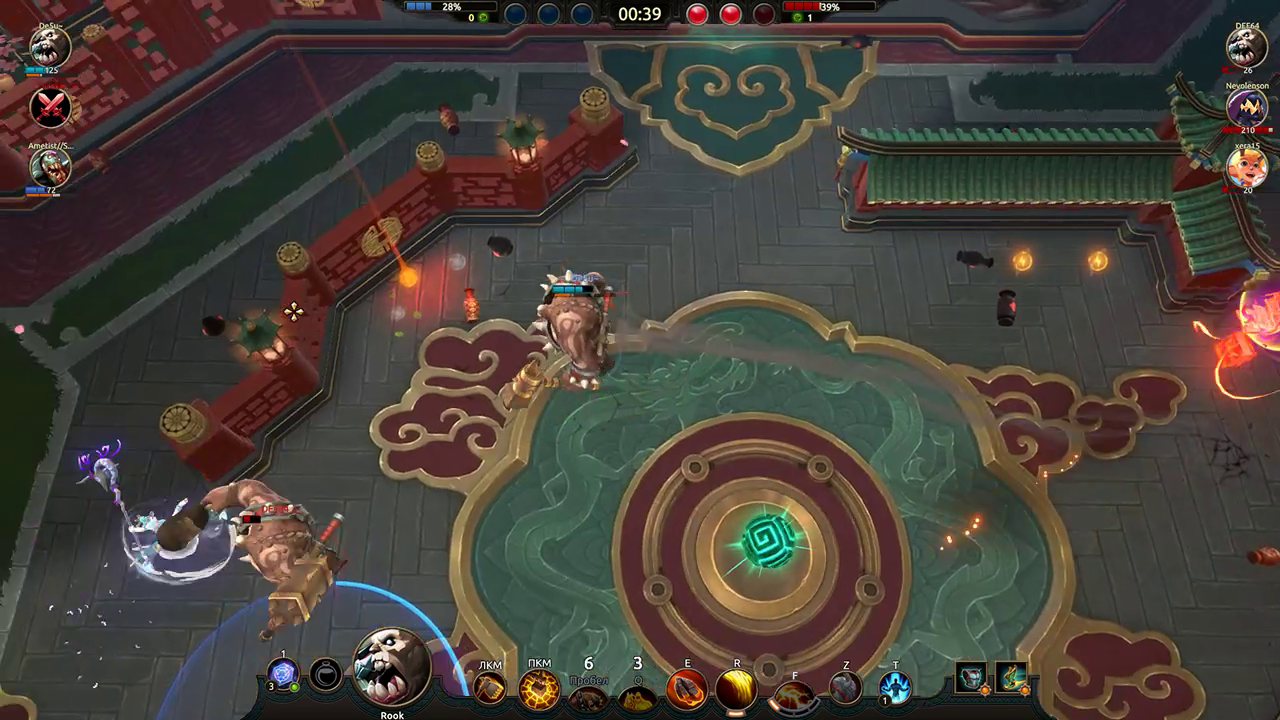 28%
0
00:39
39%
1
DeSu~
125
Ametist//S...
72
DEF64
26
Nevolenson
210
xera15
20
1
3
Rook
ЛКМ
ПКМ
6
Пробел
3
Q
E
R
F
Z
T
1